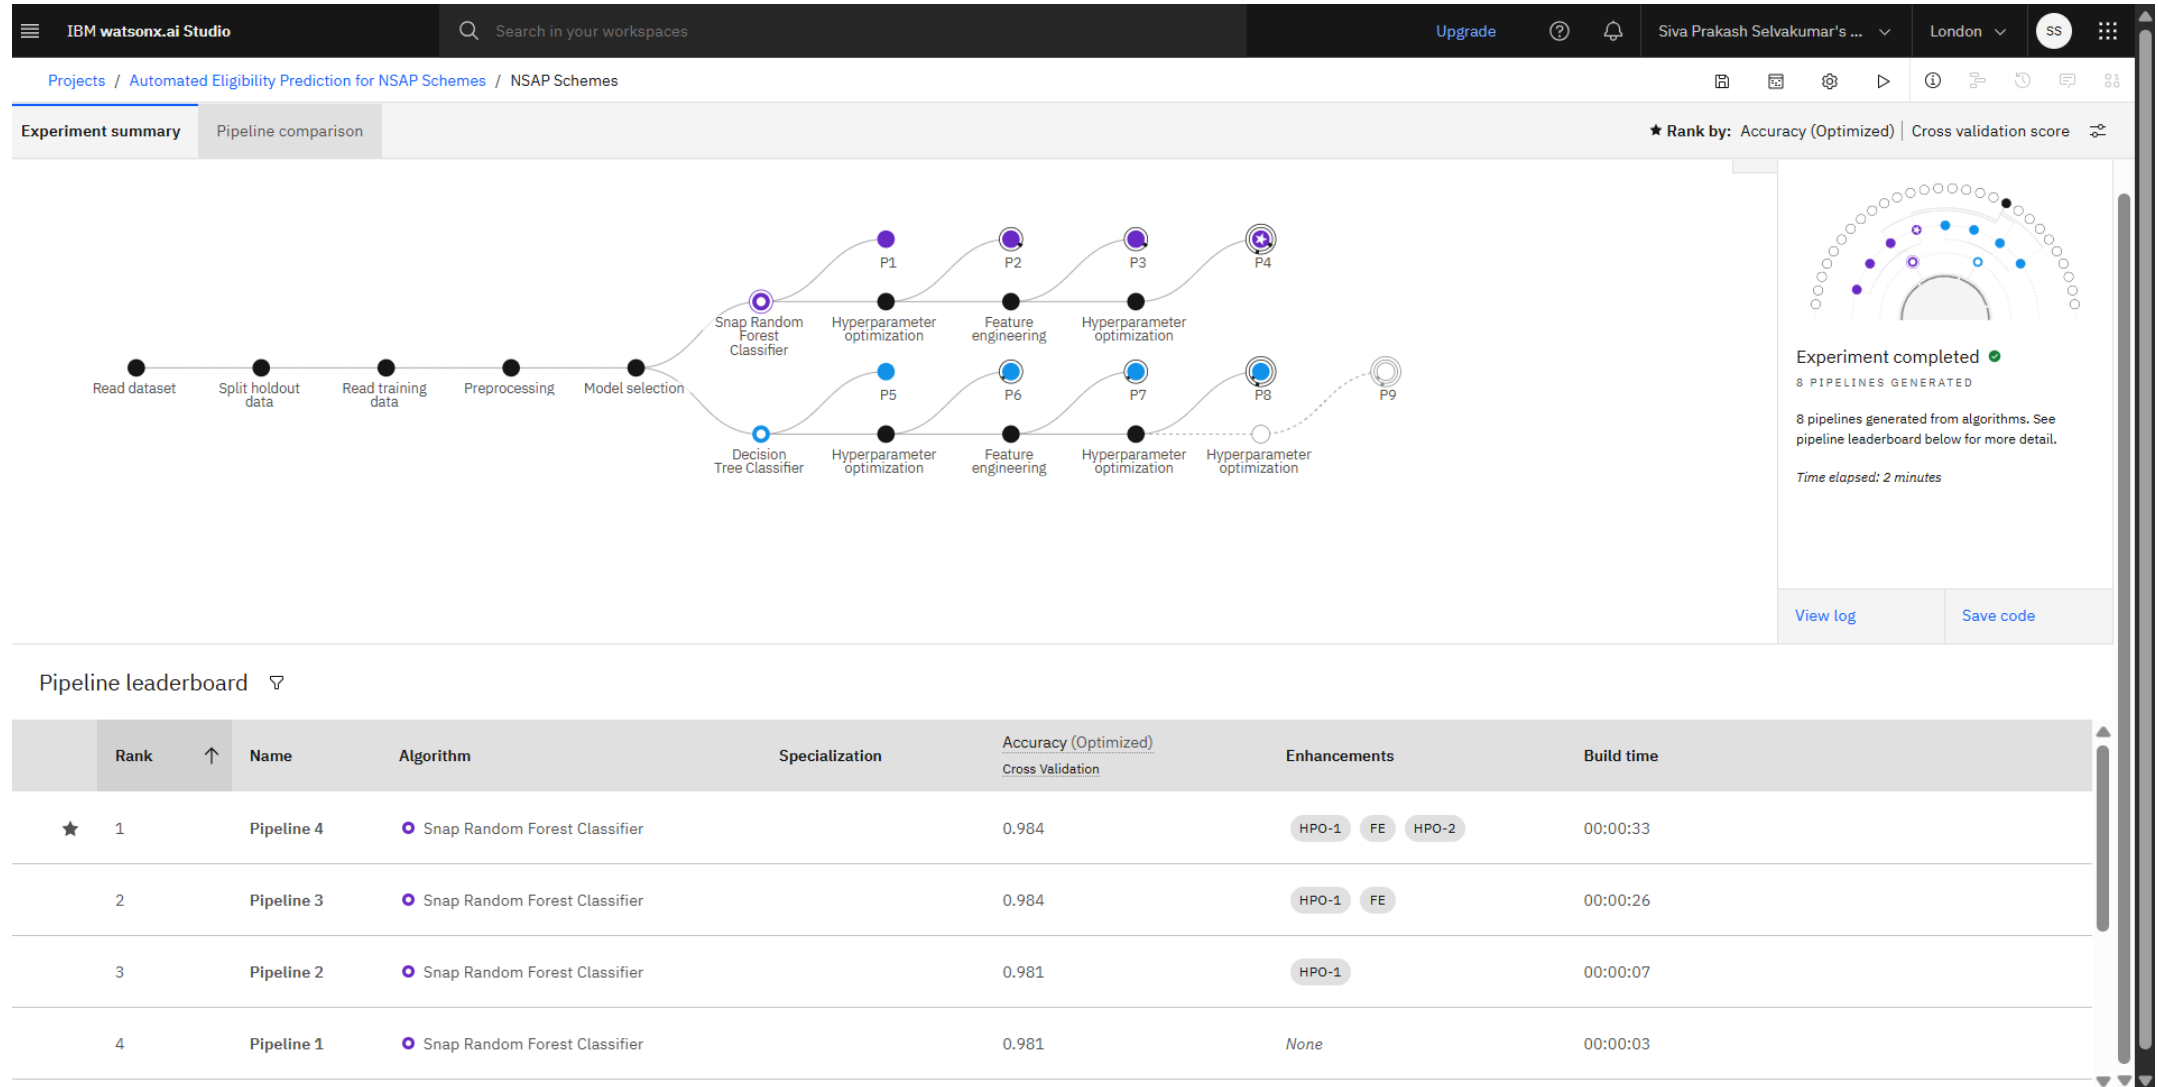 IBM watsonx.ai Studio
Search in your workspaces
Upgrade
Siva Prakash Selvakumar's ...
London
SS
Projects / Automated Eligibility Prediction for NSAP Schemes / NSAP Schemes
Experiment summary
Pipeline comparison
Rank by: Accuracy (Optimized) | Cross validation score
P1
P2
P3
P4
Snap Random
Forest
Classifier
Hyperparameter
optimization
Feature
engineering
Hyperparameter
optimization
Read dataset
Split holdout
data
Read training
data
Preprocessing
Model selection
P5
P6
P7
P8
P9
Decision
Tree Classifier
Hyperparameter
optimization
Feature
engineering
Hyperparameter
optimization
Hyperparameter
optimization
Experiment completed
8 PIPELINES GENERATED
8 pipelines generated from algorithms. See
pipeline leaderboard below for more detail.
Time elapsed: 2 minutes
View log
Save code
Pipeline leaderboard
Rank Name Algorithm Specialization Accuracy (Optimized) Enhancements Build time
Cross Validation
1 Pipeline 4 Snap Random Forest Classifier 0.984 HPO-1 FE HPO-2 00:00:33
2 Pipeline 3 Snap Random Forest Classifier 0.984 HPO-1 FE 00:00:26
3 Pipeline 2 Snap Random Forest Classifier 0.981 HPO-1 00:00:07
4 Pipeline 1 Snap Random Forest Classifier 0.981 None 00:00:03